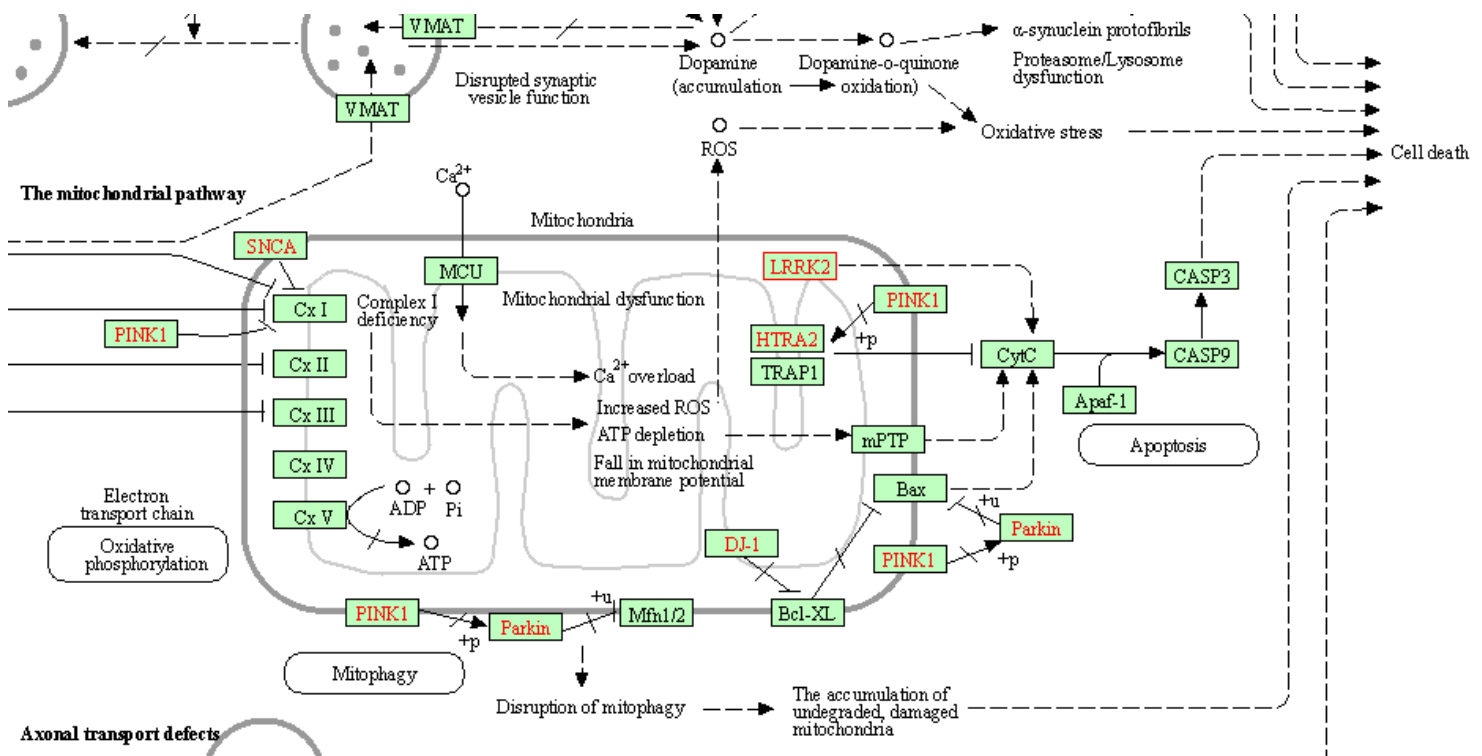 VMAT
α-synuclein protofibrils
Dopamine
(accumulation
Dopamine-o-quinone
oxidation)
Proteasome/Lysosome
dysfunction
Disrupted synaptic
vesicle function
VMAT
Oxidative stress
ROS
Cell death
The mitochondrial pathway
Ca2+
Mitochondria
SNCA
MCU
LRRK2
CASP3
Mitochondrial dysfunction
Cx I
Complex I
deficiency
PINK1
PINK1
HTRA2
+p
TRAP1
CytC
CASP9
Cx II
Ca2+ overload
Apaf-1
Cx III
Increased ROS
ATP depletion
mPTP
Apoptosis
Fall in mitochondrial
membrane potential
Cx IV
Bax
Electron
transport chain
Cx V
ADP
+
Pi
ATP
+u
Parkin
Oxidative
phosphorylation
DJ-1
PINK1
+p
PINK1
+p
Parkin
+u
Mfn1/2
Bcl-XL
Mitophagy
Disruption of mitophagy
The accumulation of
undegraded, damaged
mitochondria
Axonal transport defects